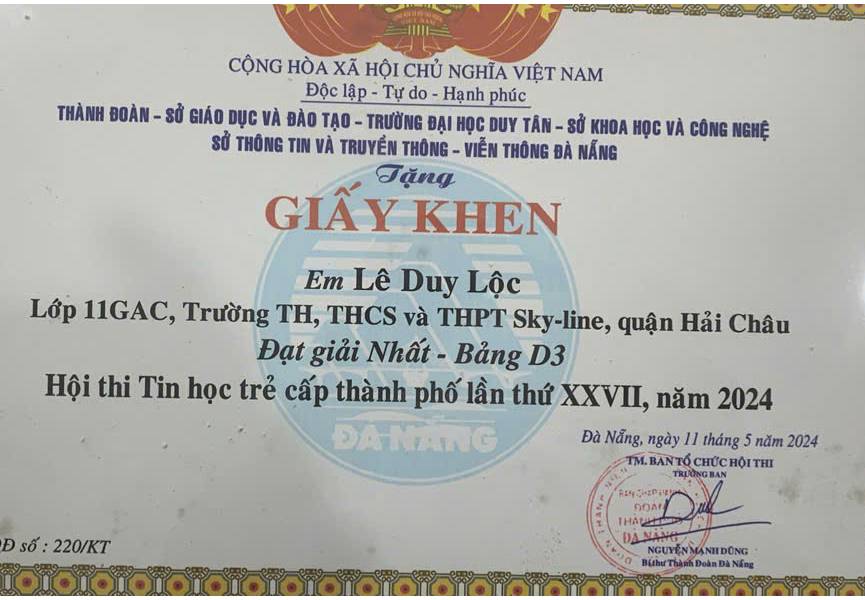 CỘNG HÒA XÃ HỘI CHỦ NGHĨA VIỆT NAM
Độc lập - Tự do - Hạnh phúc
THÀNH ĐOÀN - SỞ GIÁO DỤC VÀ ĐÀO TẠO - TRƯỜNG ĐẠI HỌC DUY TÂN - SỞ KHOA HỌC VÀ CÔNG NGHỆ
SỞ THÔNG TIN VÀ TRUYỀN THÔNG - VIỄN THÔNG ĐÀ NẴNG
Tặng
GIẤY KHEN
Em Lê Duy Lộc
Lớp 11GAC, Trường TH, THCS và THPT Sky-line, quận Hải Châu
Đạt giải Nhất - Bảng D3
Hội thi Tin học trẻ cấp thành phố lần thứ XXVII, năm 2024
ĐÀ NẴNG
Đà Nẵng, ngày 11 tháng 5 năm 2024
TM. BAN TỔ CHỨC HỘI THI
TRƯỞNG BAN
ĐOÀN
THÀNH
ĐÀ NẴNG
NGUYỄN MẠNH DŨNG
Bí thư Thành Đoàn Đà Nẵng
QĐ số : 220/KT